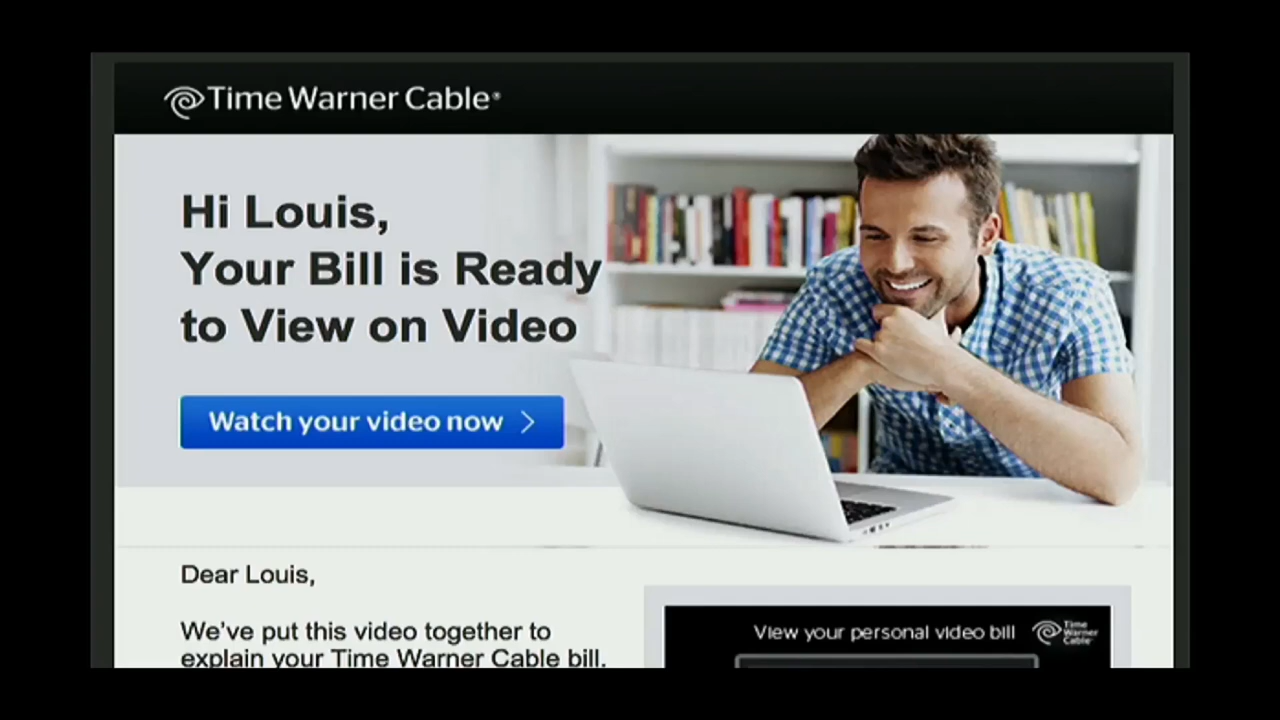 Time Warner Cable®
Hi Louis,
Your Bill is Ready
to View on Video
Watch your video now
Dear Louis,
We've put this video together to
explain your Time Warner Cable bill.
View your personal video bill
Time
Warner
Cable